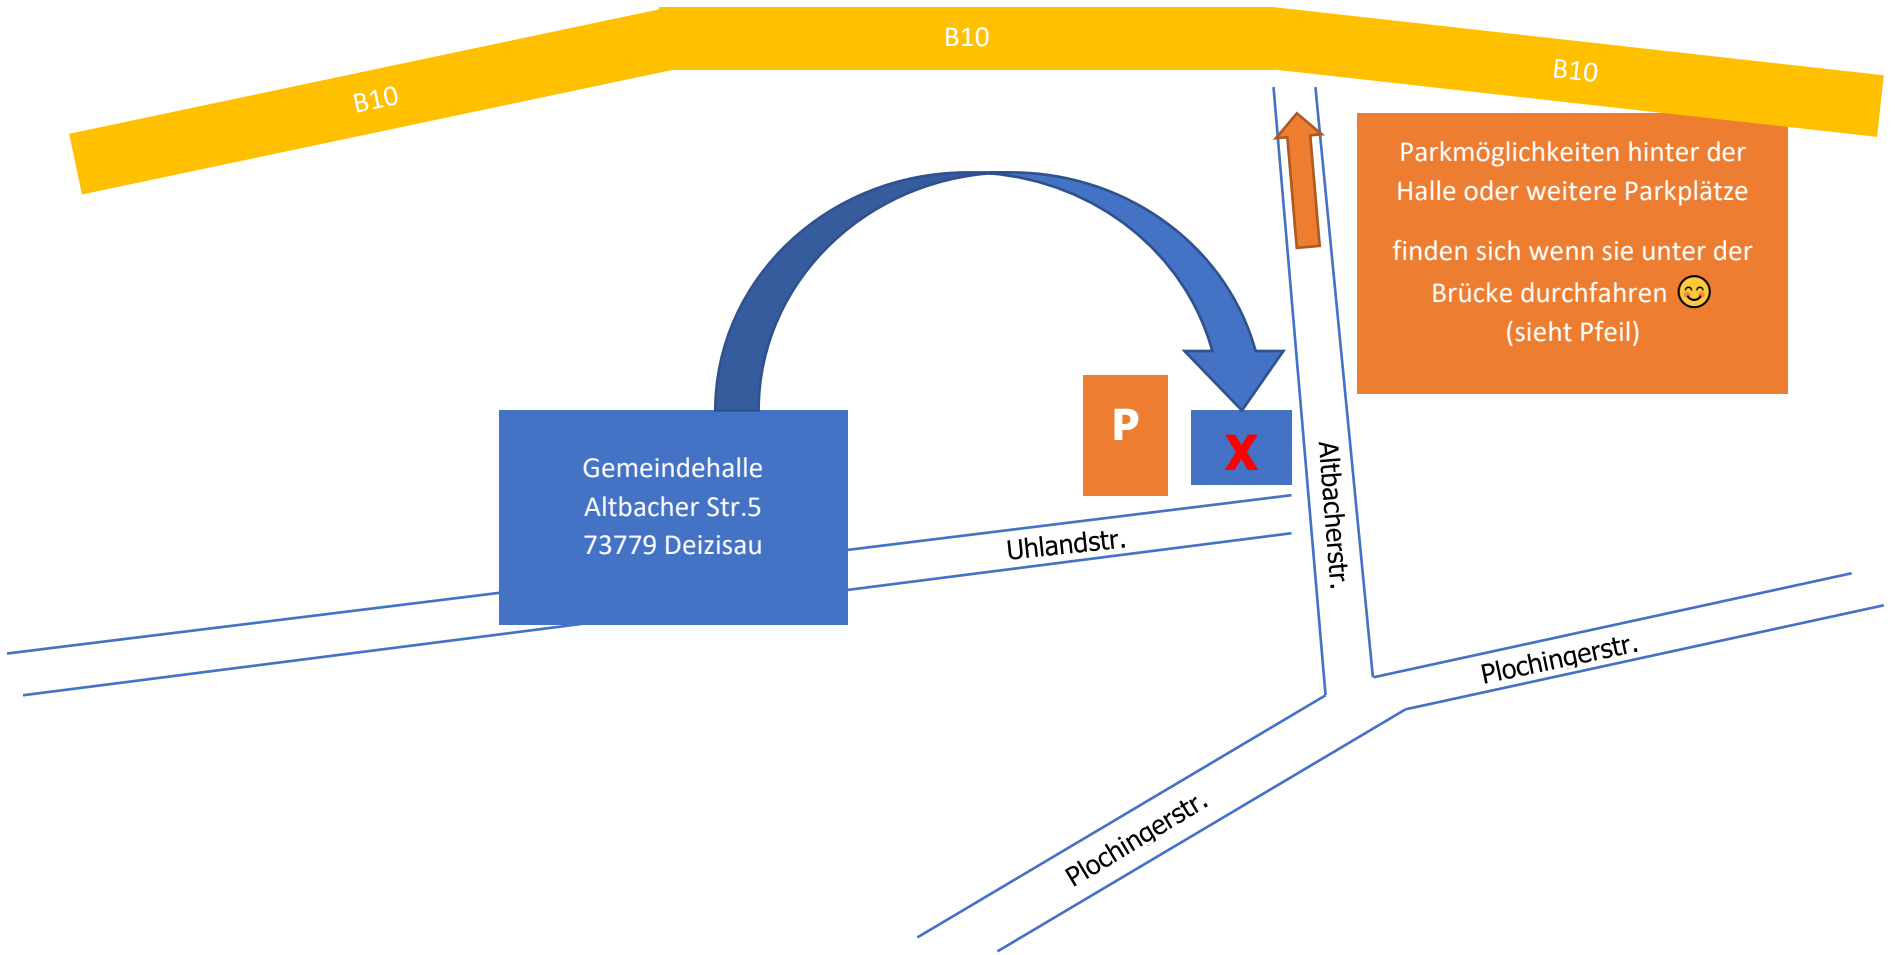 B10
B10
B10
Parkmöglichkeiten hinter der
Halle oder weitere Parkplätze
finden sich wenn sie unter der
Brücke durchfahren 😊
(sieht Pfeil)
P
X
Gemeindehalle
Altbacher Str.5
73779 Deizisau
Altbacherstr.
Uhlandstr.
Plochingerstr.
Plochingerstr.